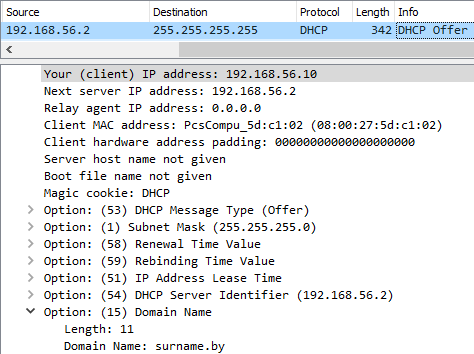 Source Destination Protocol Length Info
192.168.56.2 255.255.255.255 DHCP 342 DHCP Offer
Your (client) IP address: 192.168.56.10
Next server IP address: 192.168.56.2
Relay agent IP address: 0.0.0.0
Client MAC address: PcsCompu_5d:c1:02 (08:00:27:5d:c1:02)
Client hardware address padding: 00000000000000000000
Server host name not given
Boot file name not given
Magic cookie: DHCP
Option: (53) DHCP Message Type (Offer)
Option: (1) Subnet Mask (255.255.255.0)
Option: (58) Renewal Time Value
Option: (59) Rebinding Time Value
Option: (51) IP Address Lease Time
Option: (54) DHCP Server Identifier (192.168.56.2)
Option: (15) Domain Name
Length: 11
Domain Name: surname.by